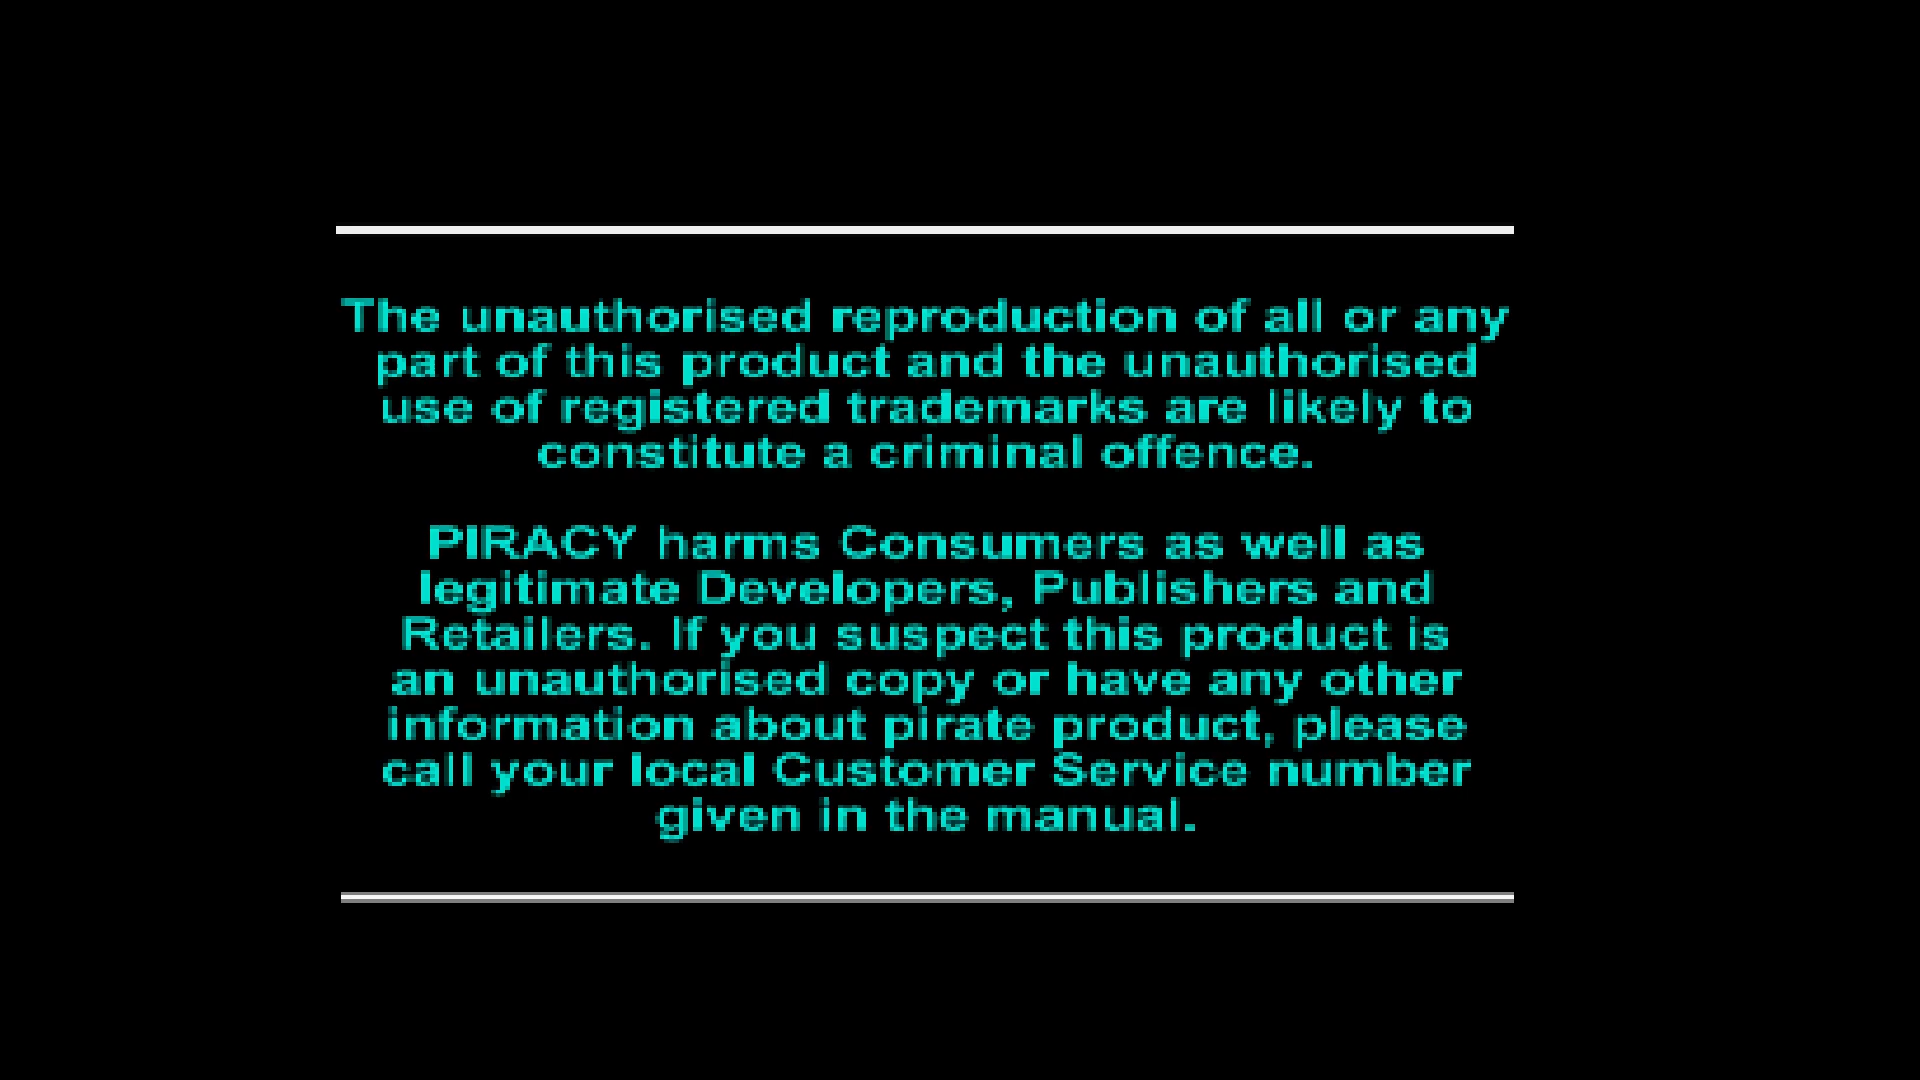 The unauthorised reproduction of all or any
part of this product and the unauthorised
use of registered trademarks are likely to
constitute a criminal offence.
PIRACY harms Consumers as well as
legitimate Developers, Publishers and
Retailers. If you suspect this product is
an unauthorised copy or have any other
information about pirate product, please
call your local Customer Service number
given in the manual.